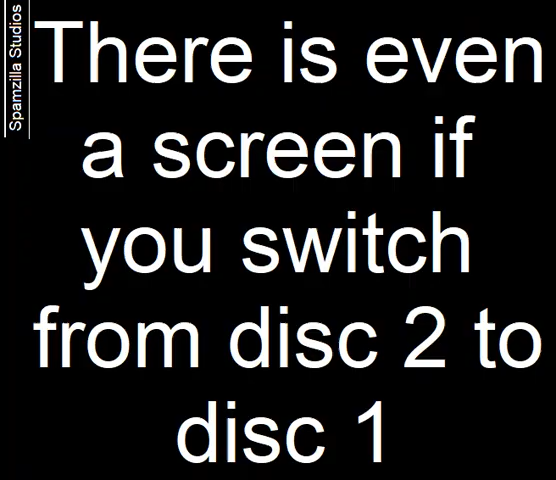 Spamzilla Studios
There is even
a screen if
you switch
from disc 2 to
disc 1